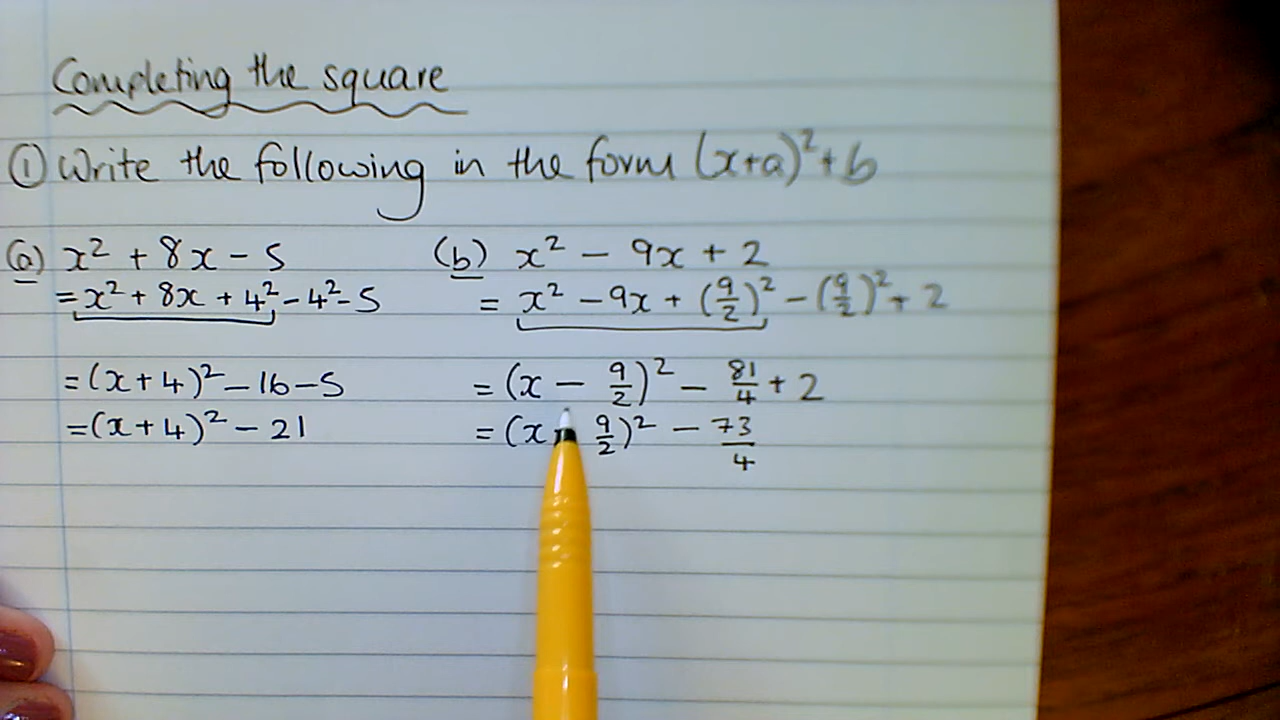 Completing the square
① Write the following in the form (x+a)² + b
(a) x² + 8x - 5
= x² + 8x + 4² - 4² - 5
= (x+4)² - 16 - 5
= (x+4)² - 21
(b) x² - 9x + 2
= x² - 9x + (9/2)² - (9/2)² + 2
= (x - 9/2)² - 81/4 + 2
= (x 9/2)² - 73/4